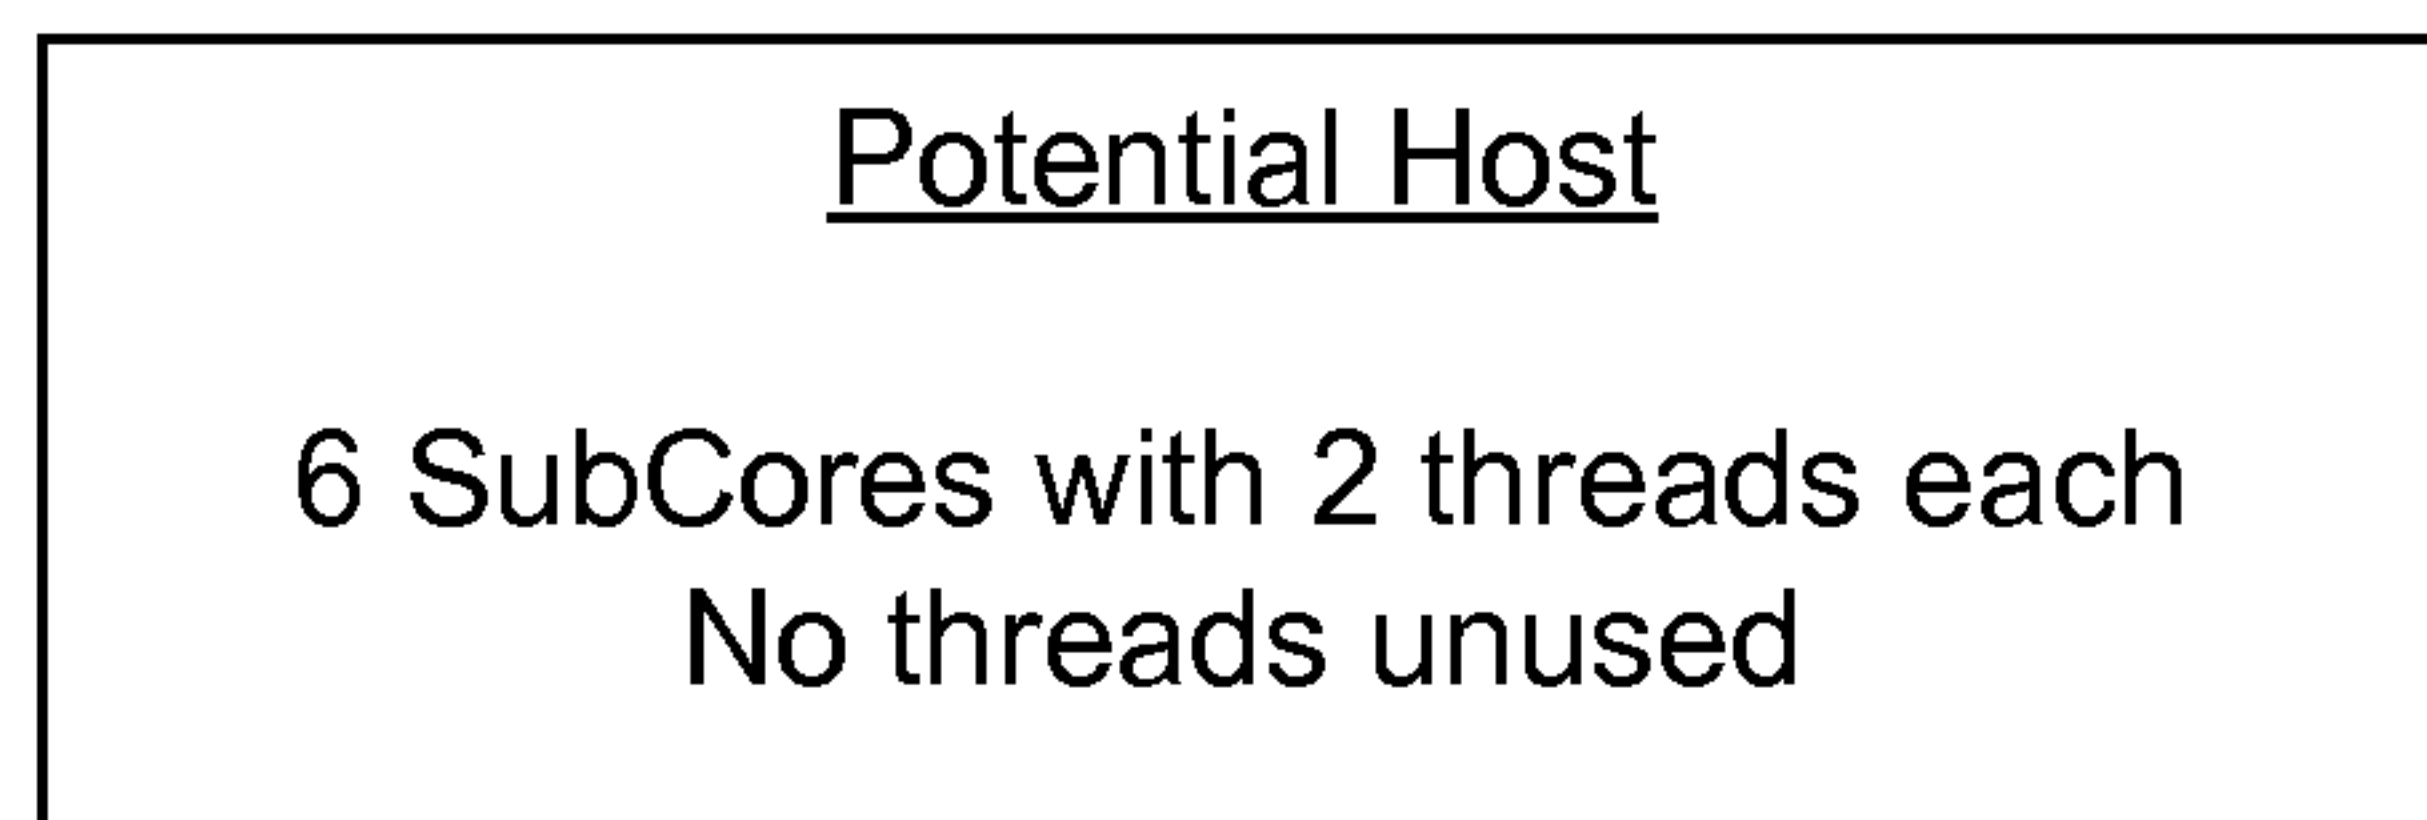 Potential Host
6 SubCores with 2 threads each
No threads unused